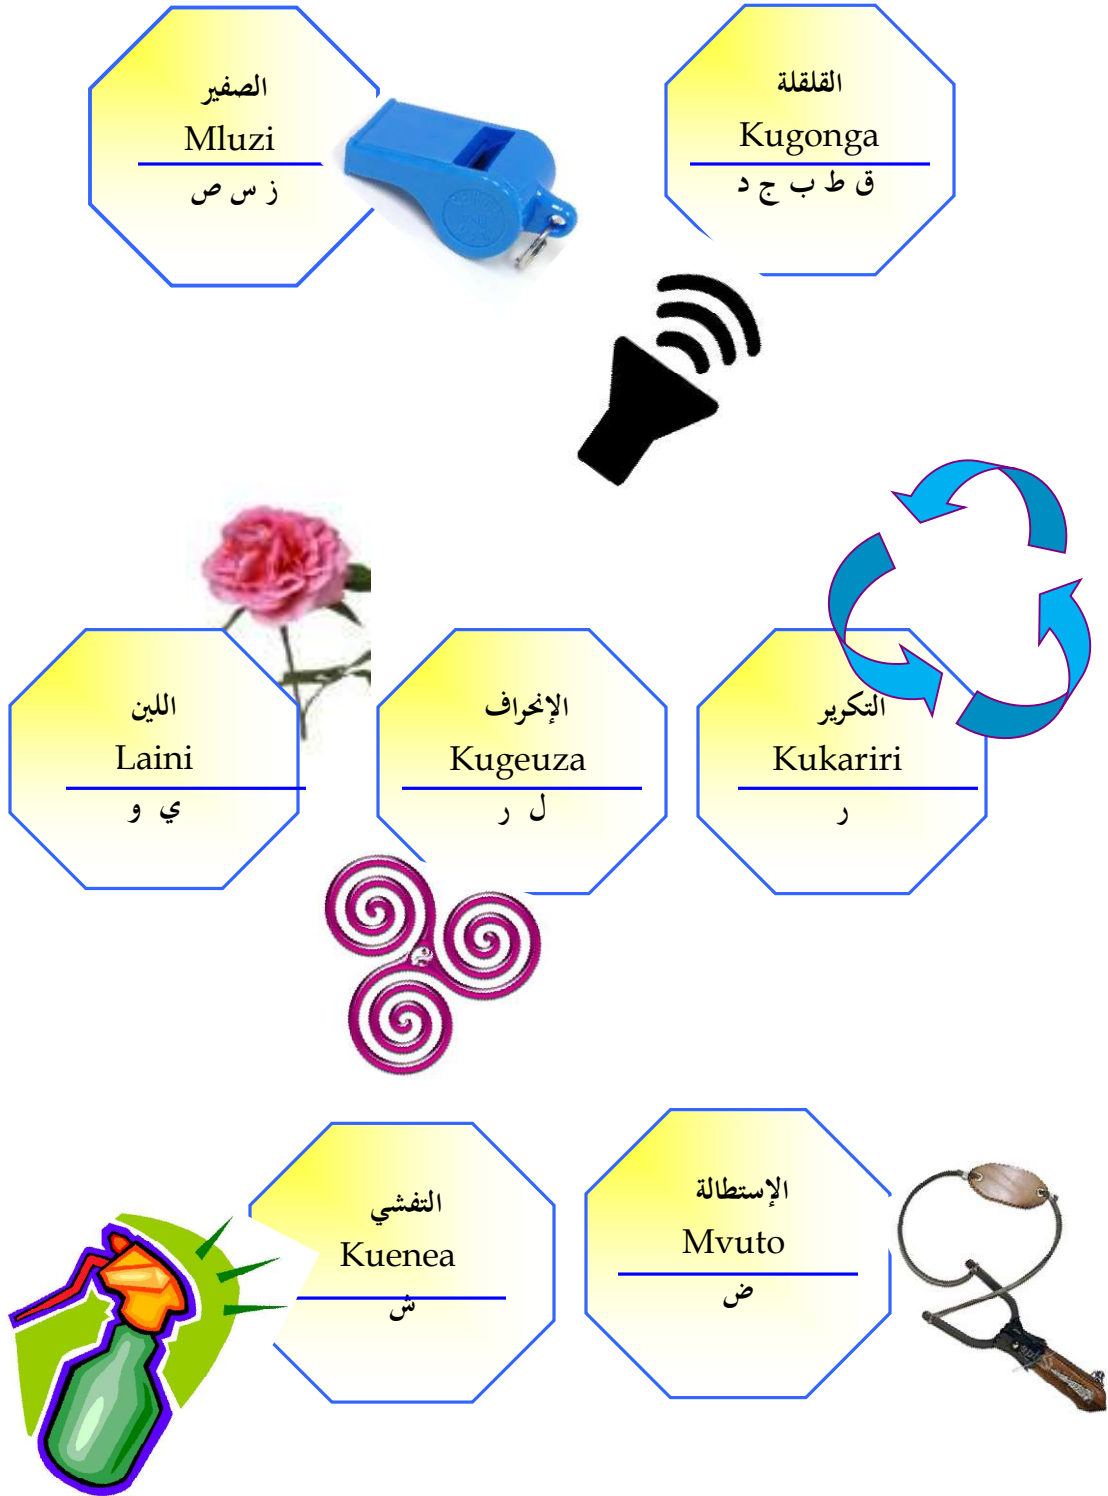 الصفير
Mluzi
ز س ص
القلقلة
Kugonga
ق ط ب ج د
اللين
Laini
ي و
الإنحراف
Kugeuza
ل ر
التكرير
Kukariri
ر
التفشي
Kuenea
ش
الإستطالة
Mvuto
ض